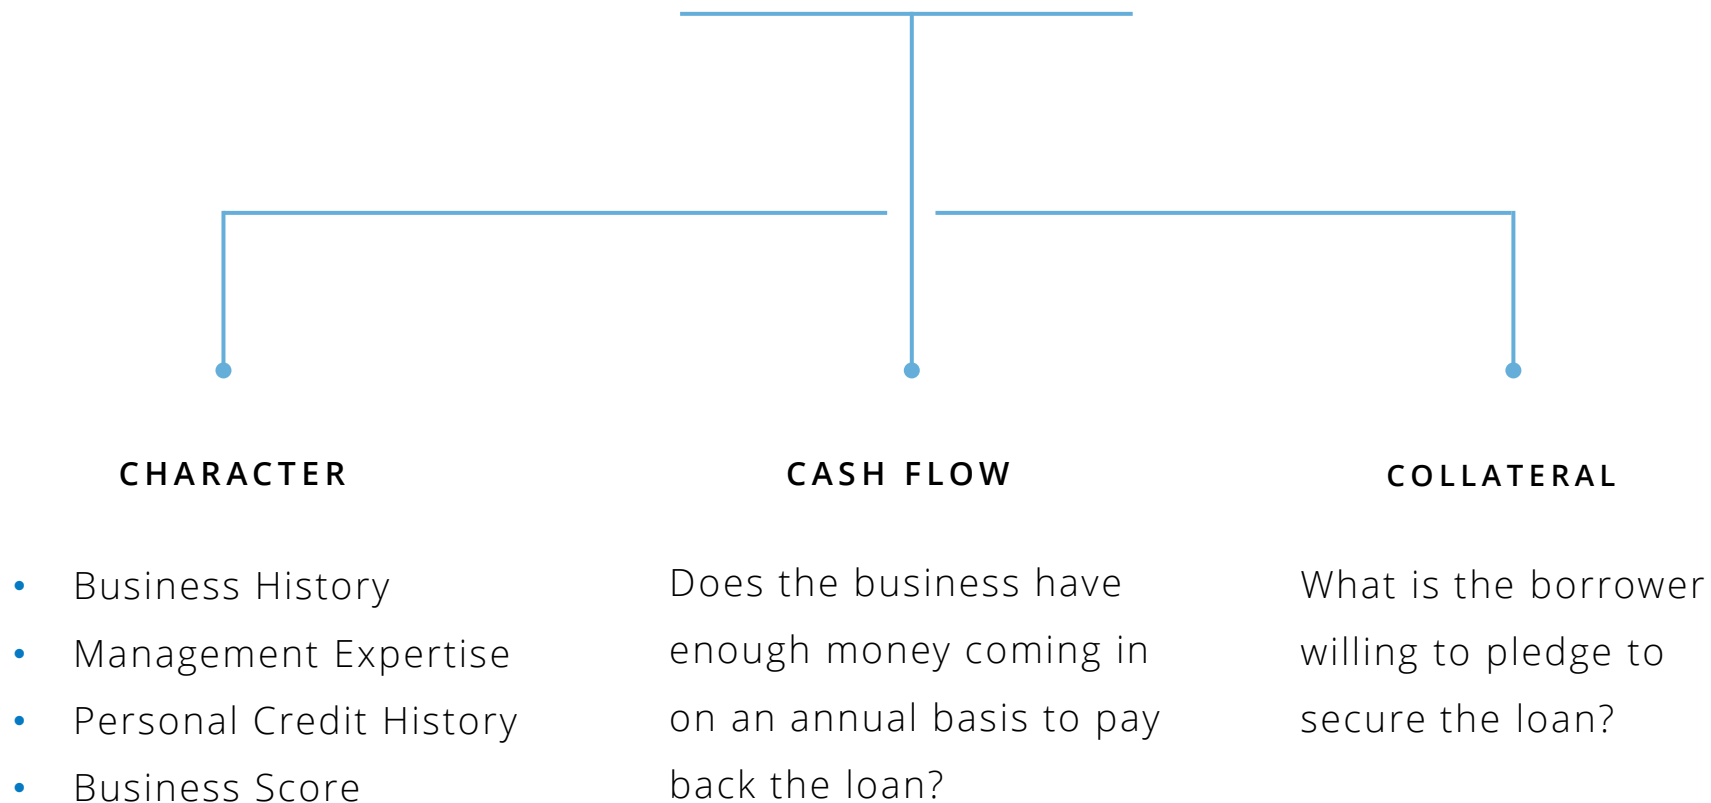 CHARACTER
• Business History
• Management Expertise
• Personal Credit History
• Business Score
CASH FLOW
Does the business have
enough money coming in
on an annual basis to pay
back the loan?
COLLATERAL
What is the borrower
willing to pledge to
secure the loan?